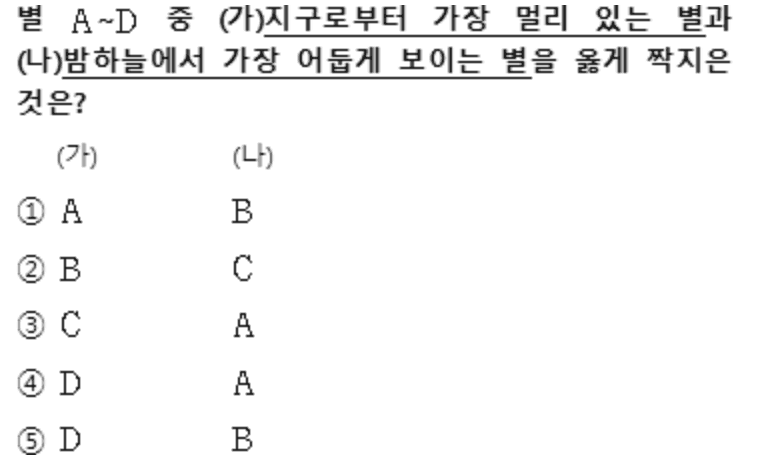 별 A~D 중 (가)지구로부터 가장 멀리 있는 별과
(나)밤하늘에서 가장 어둡게 보이는 별을 옳게 짝지은
것은?
(가) (나)
① A B
② B C
③ C A
④ D A
⑤ D B